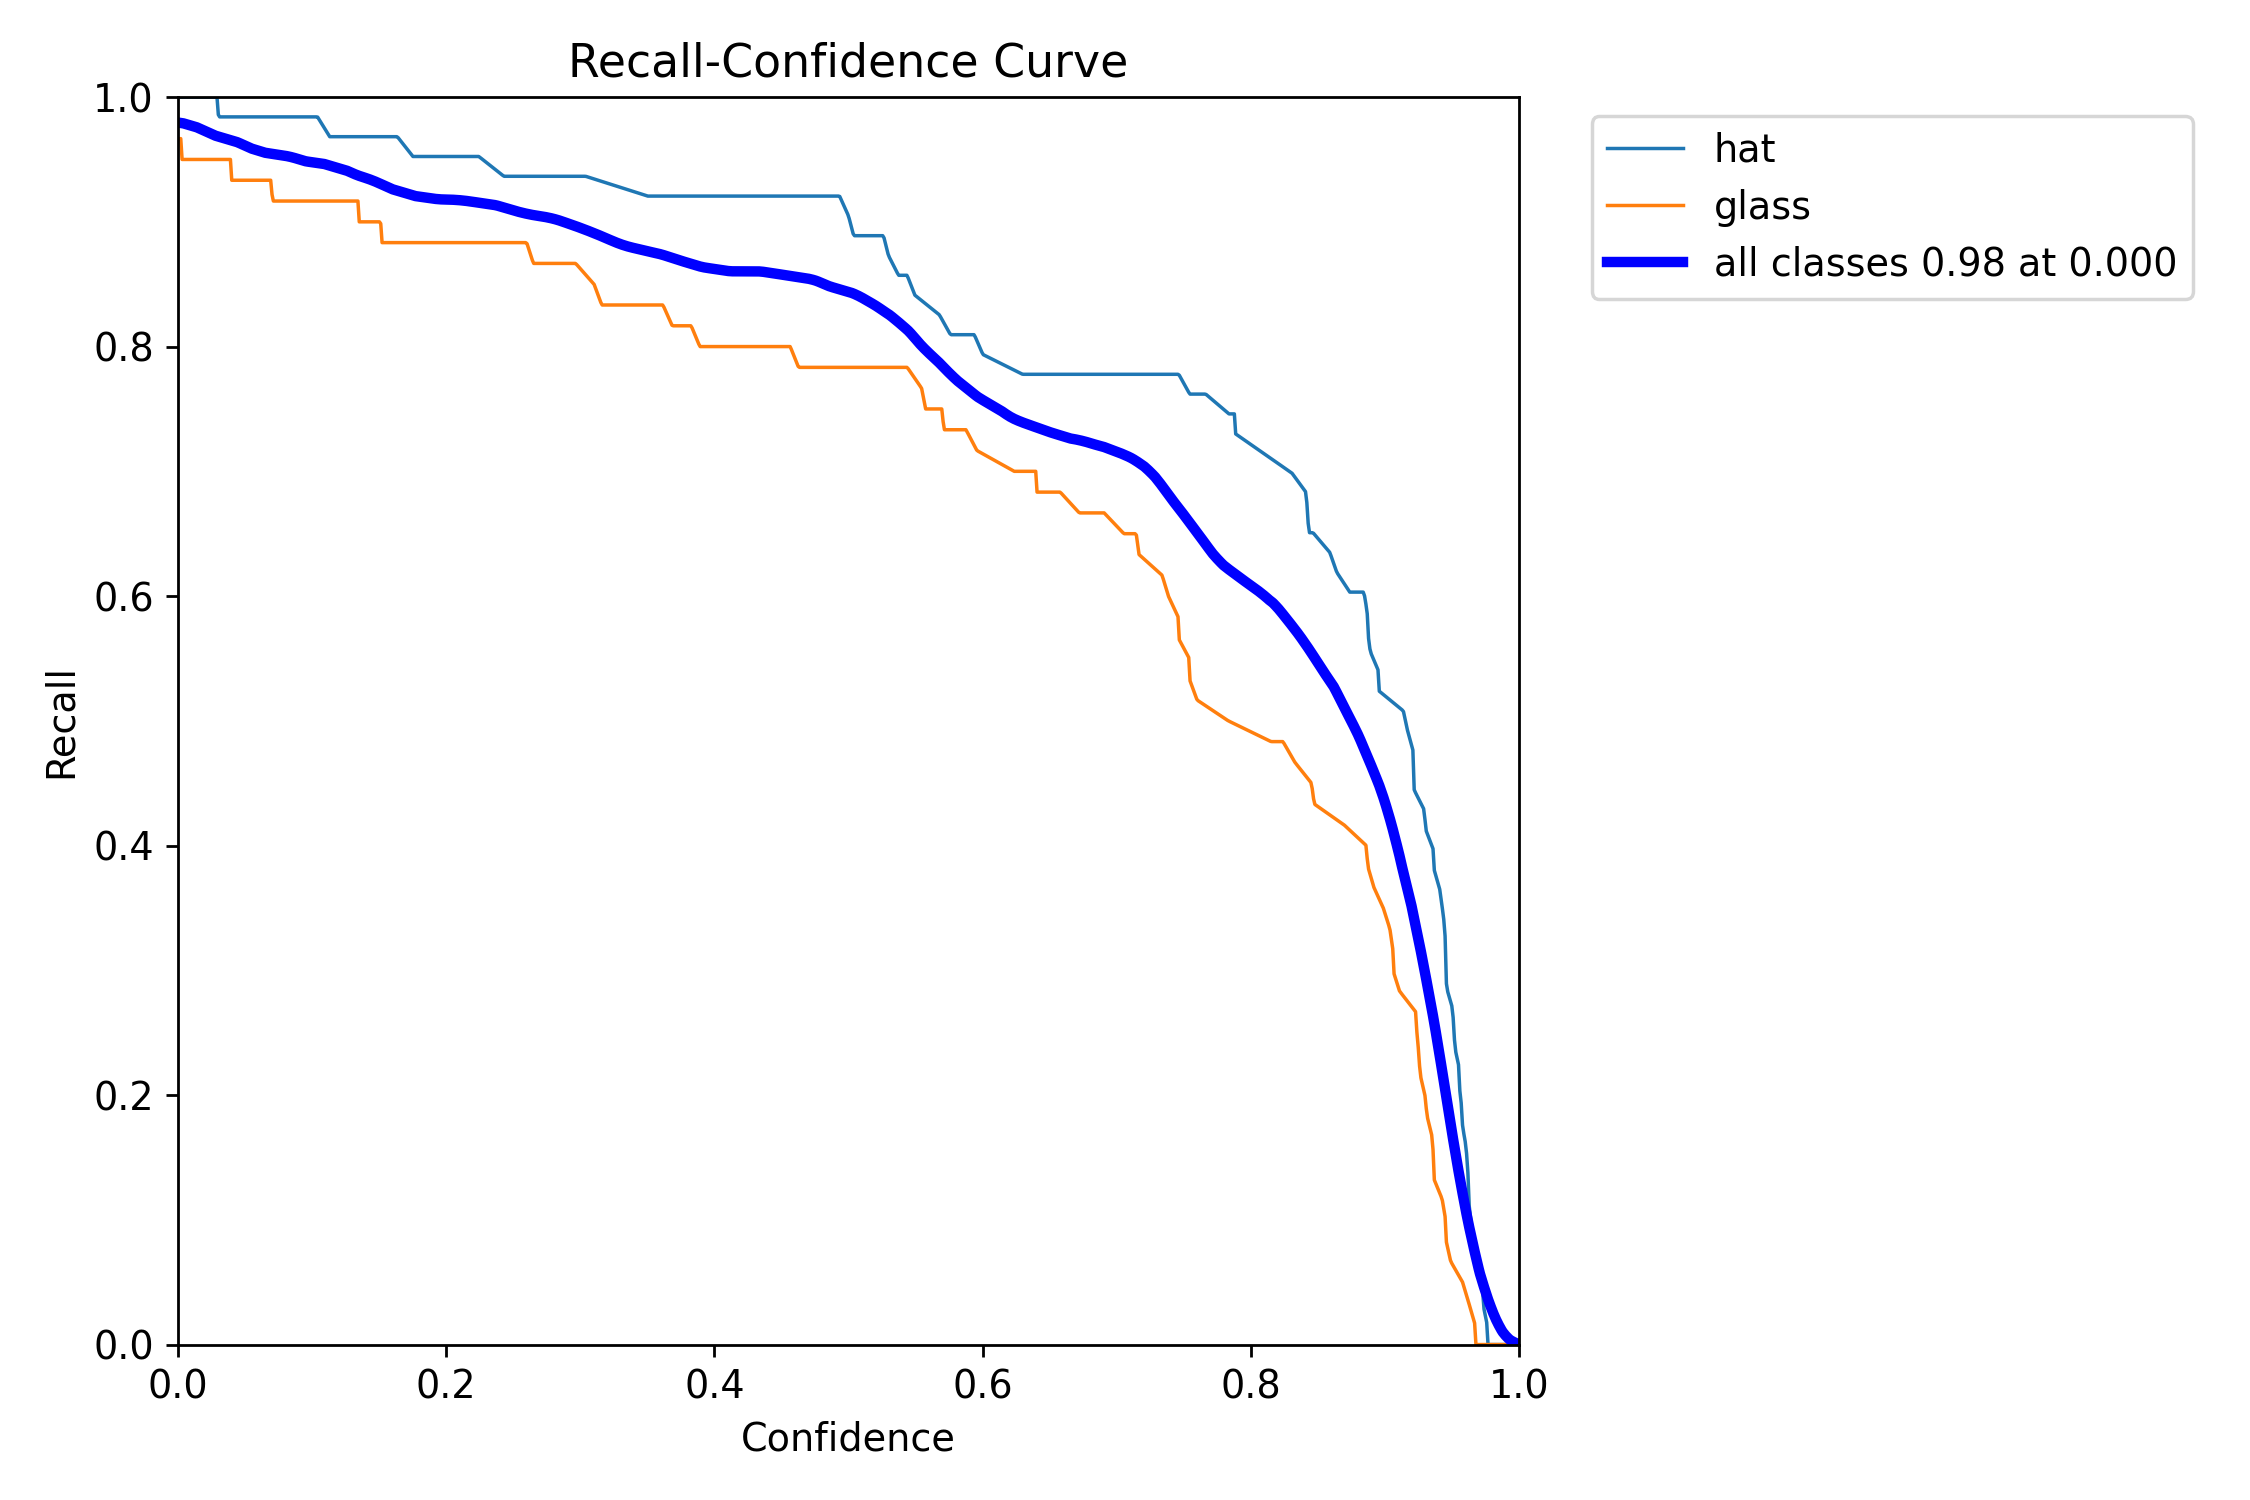 Recall-Confidence Curve
1.0
0.8
0.6
0.4
0.2
0.0
Recall
0.0 0.2 0.4 0.6 0.8 1.0
Confidence
hat
glass
all classes 0.98 at 0.000